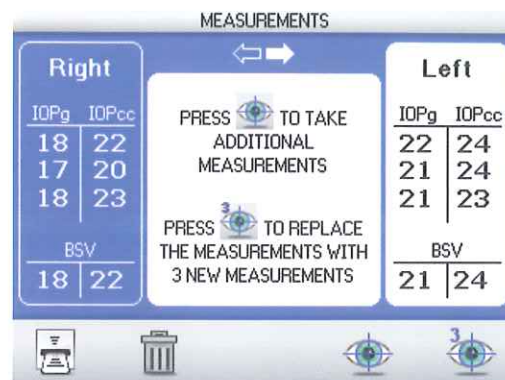 MEASUREMENTS
Right
IOPg IOPcc
18 22
17 20
18 23
BSV
18 22
PRESS TO TAKE
ADDITIONAL
MEASUREMENTS
3
PRESS TO REPLACE
THE MEASUREMENTS WITH
3 NEW MEASUREMENTS
Left
IOPg IOPcc
22 24
21 24
21 23
BSV
21 24
3